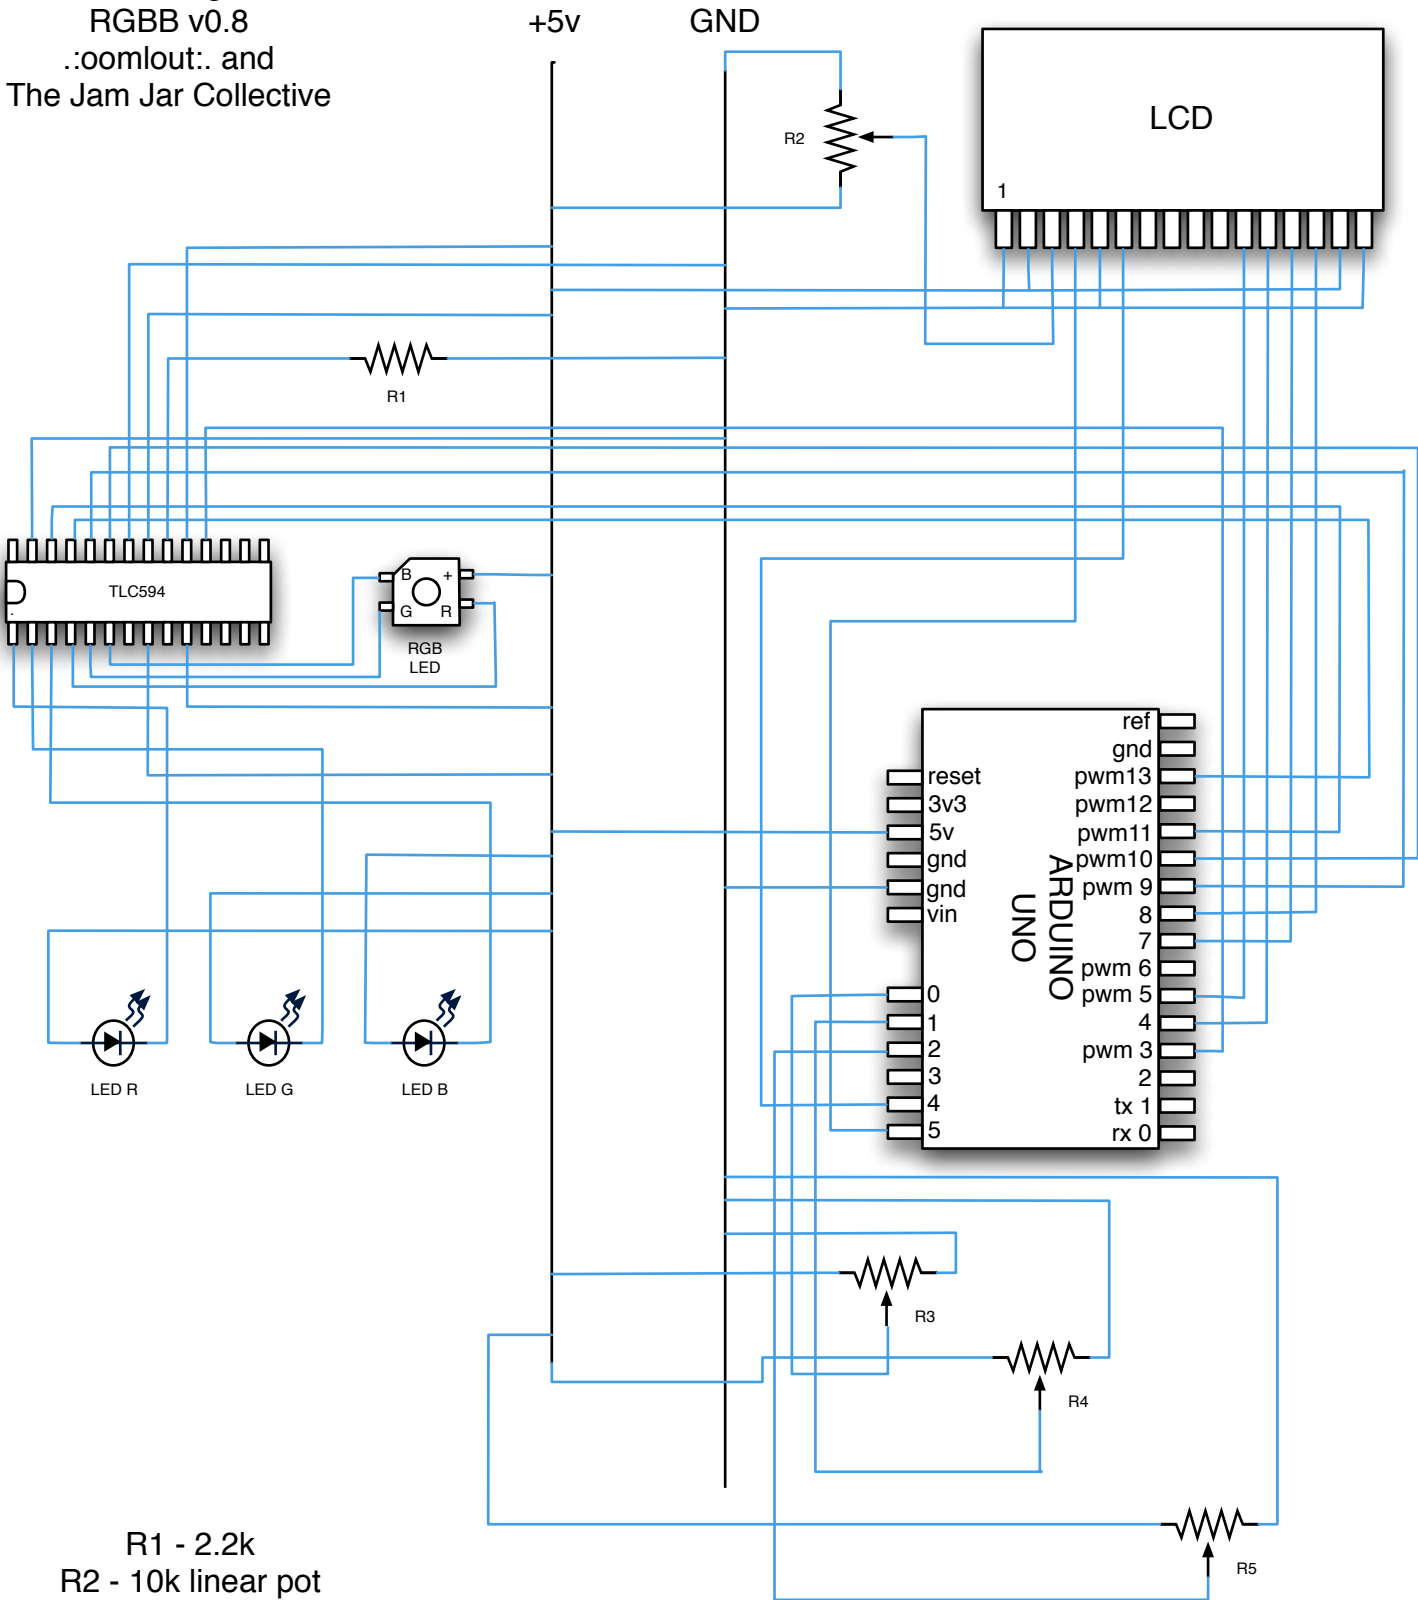 RGBB v0.8
.:oomlout:. and
The Jam Jar Collective
+5v
GND
R2
LCD
1
R1
TLC594
B
+
G
R
RGB
LED
ref
gnd
pwm13
pwm12
pwm11
pwm10
pwm 9
8
7
pwm 6
pwm 5
4
pwm 3
2
tx 1
rx 0
reset
3v3
5v
gnd
gnd
vin
0
1
2
3
4
5
ARDUINO
UNO
LED R
LED G
LED B
R3
R4
R5
R1 - 2.2k
R2 - 10k linear pot